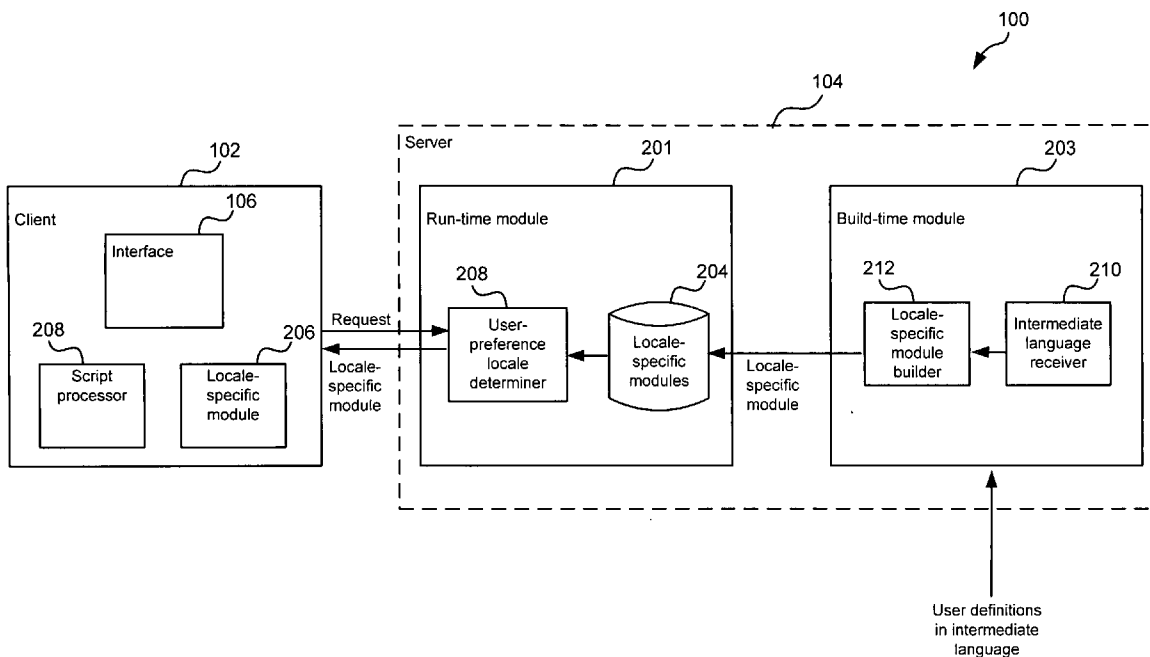 100
104
Server
102
201
203
Client
Run-time module
Build-time module
106
Interface
208
204
212
210
Request
User-
preference
locale
determiner
Locale-
specific
modules
Locale-
specific
module
builder
Intermediate
language
receiver
208
206
Script
processor
Locale-
specific
module
Locale-
specific
module
Locale-
specific
module
User definitions
in intermediate
language